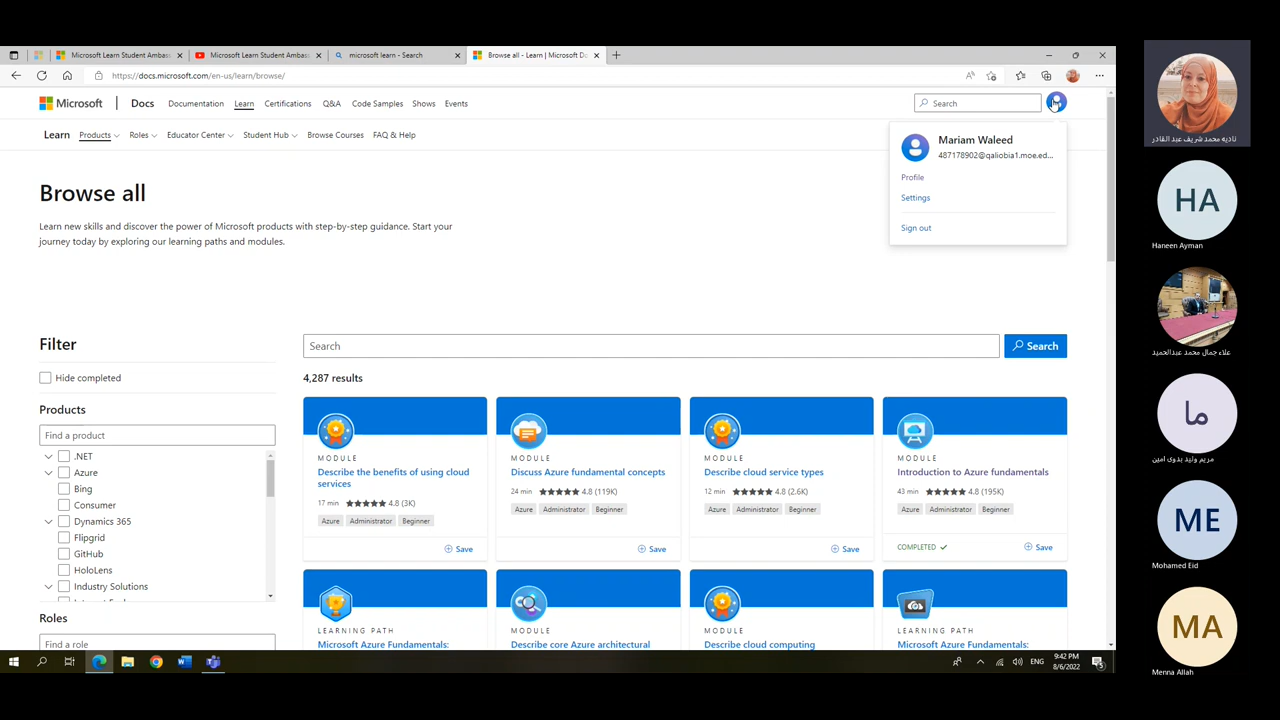 Microsoft Learn Student Ambas
Microsoft Learn Student Ambas
microsoft learn - Search
Browse all - Learn | Microsoft D
https://docs.microsoft.com/en-us/learn/browse/
Microsoft
Docs
Documentation
Learn
Certifications
Q&A
Code Samples
Shows
Events
Search
Learn
Products
Roles
Educator Center
Student Hub
Browse Courses
FAQ & Help
Mariam Waleed
487178902@qaliobia1.moe.ed...
Profile
Settings
Sign out
Browse all
Learn new skills and discover the power of Microsoft products with step-by-step guidance. Start your
journey today by exploring our learning paths and modules.
Filter
Hide completed
Products
Find a product
.NET
Azure
Bing
Consumer
Dynamics 365
Flipgrid
GitHub
HoloLens
Industry Solutions
Roles
Find a role
Search
Search
4,287 results
MODULE
Describe the benefits of using cloud
services
17 min
4.8 (3K)
Azure
Administrator
Beginner
Save
MODULE
Discuss Azure fundamental concepts
24 min
4.8 (119K)
Azure
Administrator
Beginner
Save
MODULE
Describe cloud service types
12 min
4.8 (2.6K)
Azure
Administrator
Beginner
Save
MODULE
Introduction to Azure fundamentals
43 min
4.8 (195K)
Azure
Administrator
Beginner
COMPLETED
Save
LEARNING PATH
Microsoft Azure Fundamentals:
MODULE
Describe core Azure architectural
MODULE
Describe cloud computing
LEARNING PATH
Microsoft Azure Fundamentals:
ENG
9:42 PM
8/6/2022
5
نادیه محمد شریف عبد القادر
HA
Haneen Ayman
علاء جمال محمد عبدالحميد
ما
مريم وليد بدوى امين
ME
Mohamed Eid
MA
Menna Allah